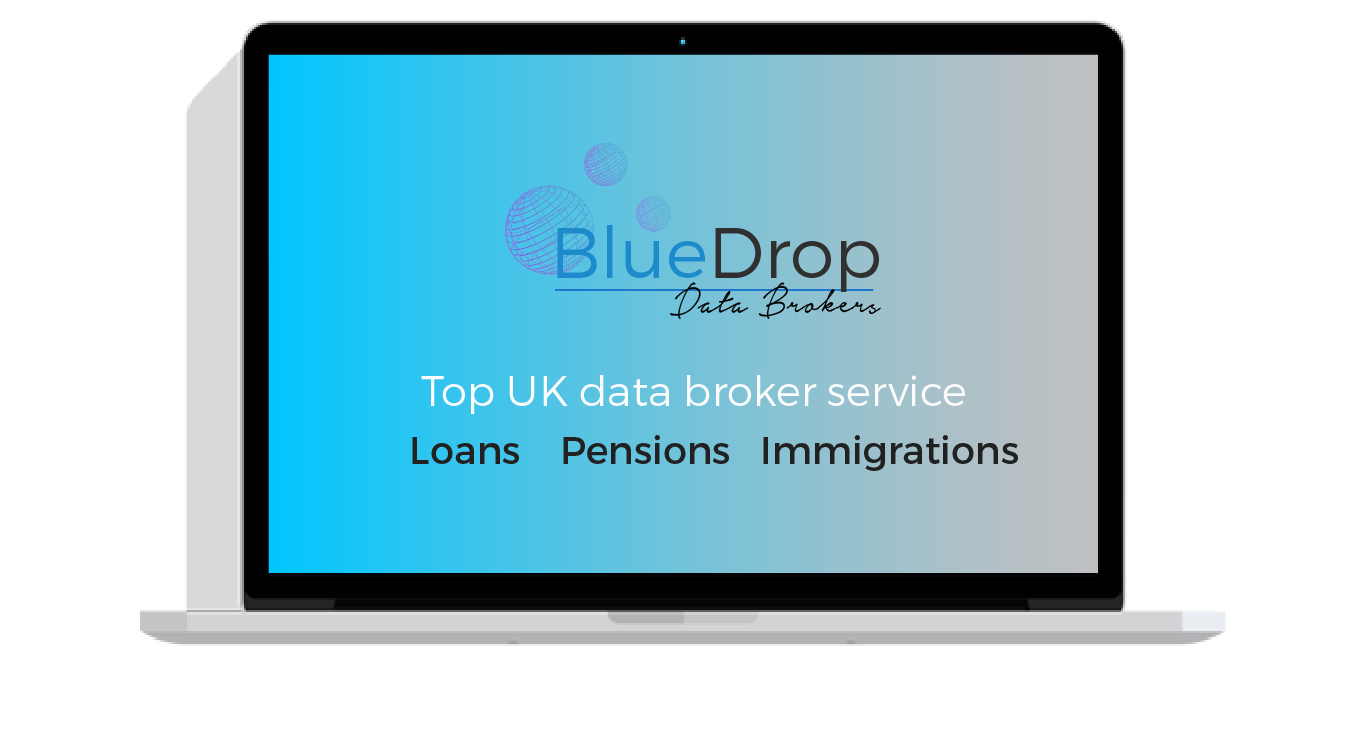 BlueDrop
Data Brokers
Top UK data broker service
Loans Pensions Immigrations